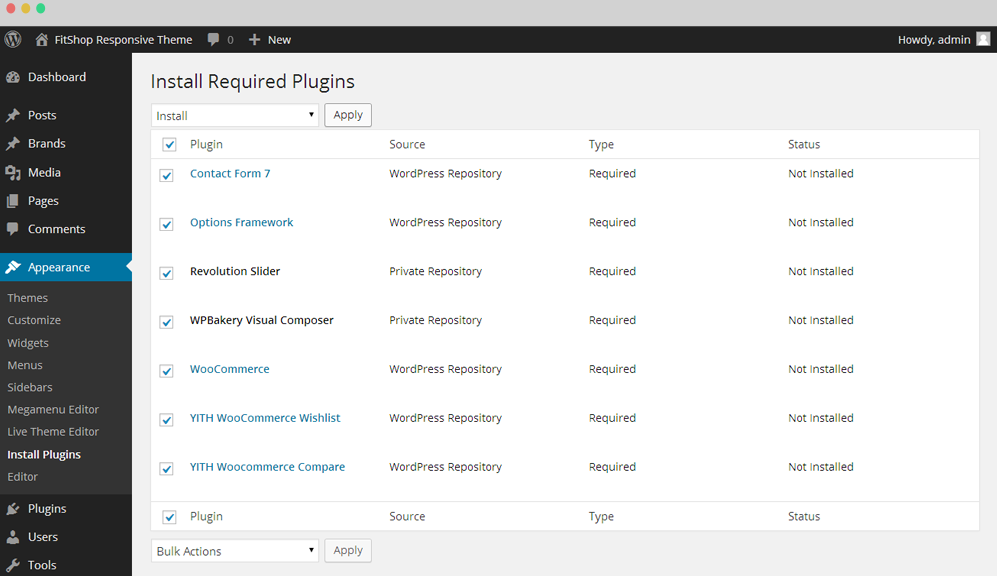 FitShop Responsive Theme 0 New Howdy, admin
Dashboard
Posts
Brands
Media
Pages
Comments
Appearance
Themes
Customize
Widgets
Menus
Sidebars
Megamenu Editor
Live Theme Editor
Install Plugins
Editor
Plugins
Users
Tools
Install Required Plugins
Install Apply
Plugin Source Type Status
Contact Form 7 WordPress Repository Required Not Installed
Options Framework WordPress Repository Required Not Installed
Revolution Slider Private Repository Required Not Installed
WPBakery Visual Composer Private Repository Required Not Installed
WooCommerce WordPress Repository Required Not Installed
YITH WooCommerce Wishlist WordPress Repository Required Not Installed
YITH Woocommerce Compare WordPress Repository Required Not Installed
Plugin Source Type Status
Bulk Actions Apply